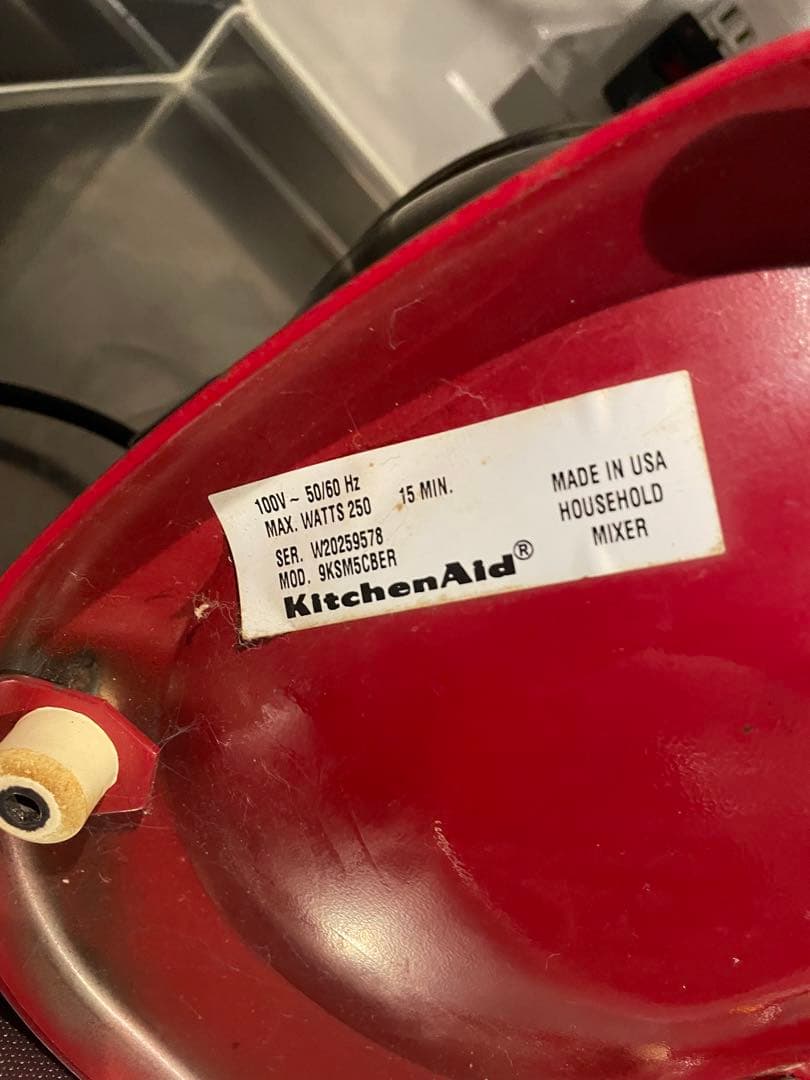 100V ~ 50/60 Hz
MAX. WATTS 250 15 MIN.
SER. W20259578
MOD. 9KSM5CBER
KitchenAid®
MADE IN USA
HOUSEHOLD
MIXER